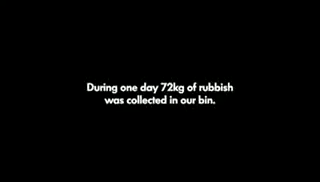 During one day 72kg of rubbish
was collected in our bin.